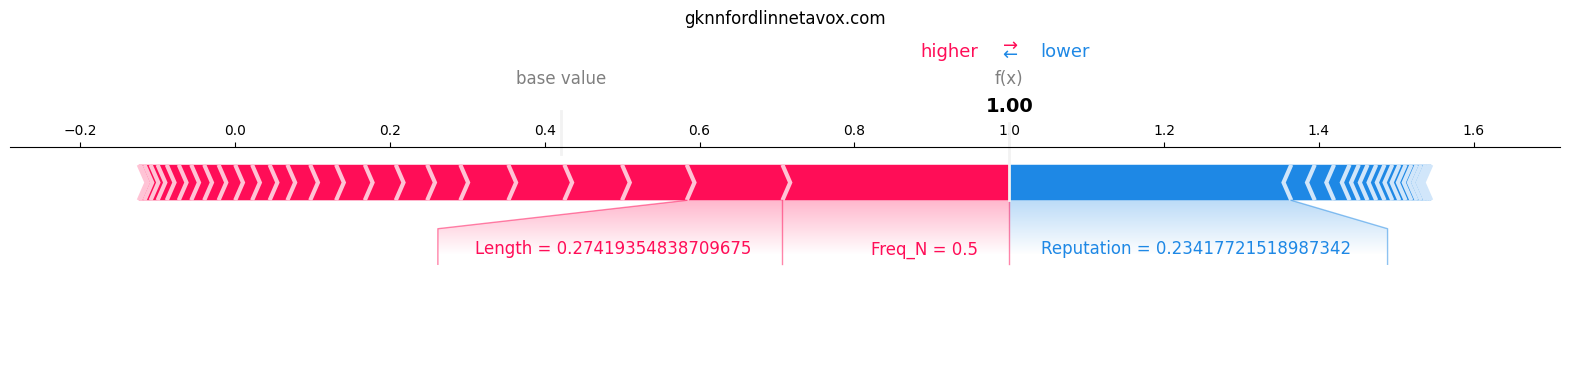 gknnfordlinnetavox.com
higher ⇄ lower
base value f(x)
1.00
−0.2 0.0 0.2 0.4 0.6 0.8 1.0 1.2 1.4 1.6
Length = 0.27419354838709675 Freq_N = 0.5 Reputation = 0.23417721518987342